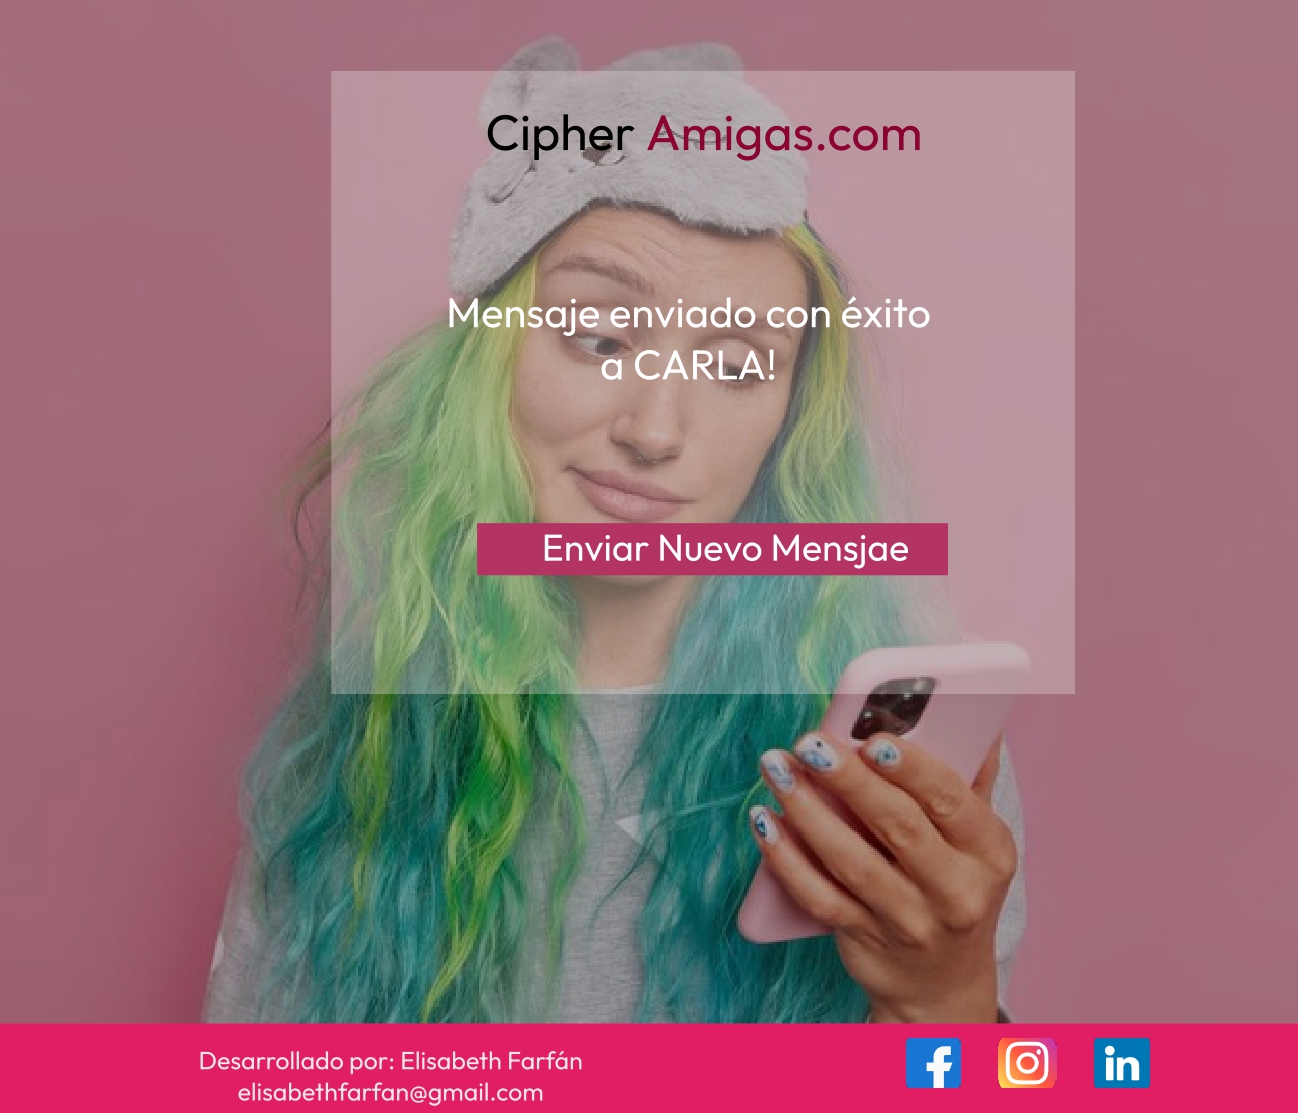 Cipher Amigas.com
Mensaje enviado con éxito
a CARLA!
Enviar Nuevo Mensjae
Desarrollado por: Elisabeth Farfán
elisabethfarfan@gmail.com
in